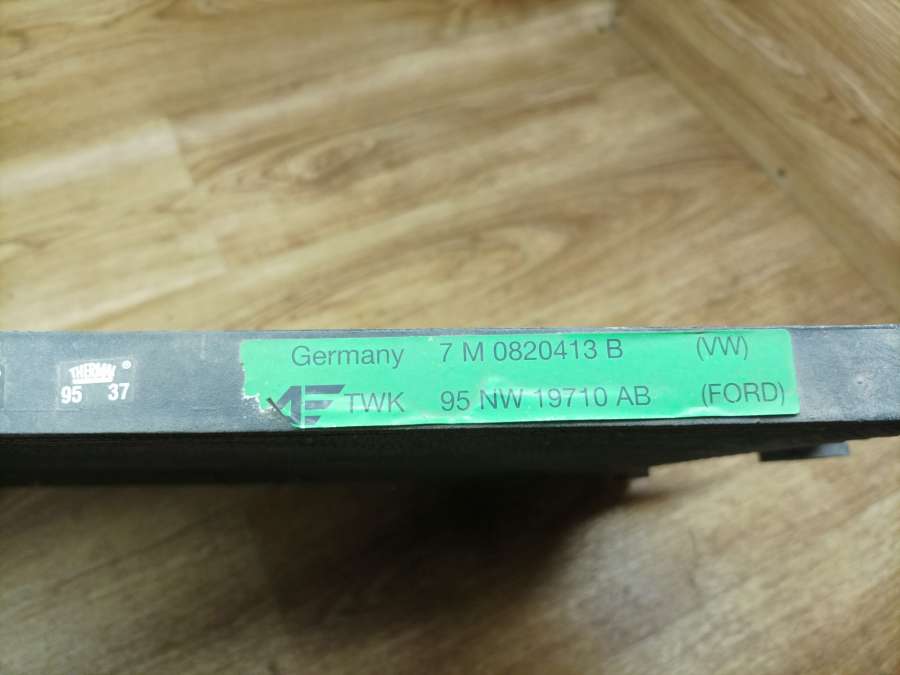 THERMAL
95 37
Germany 7 M 0820413 B (VW)
TWK 95 NW 19710 AB (FORD)